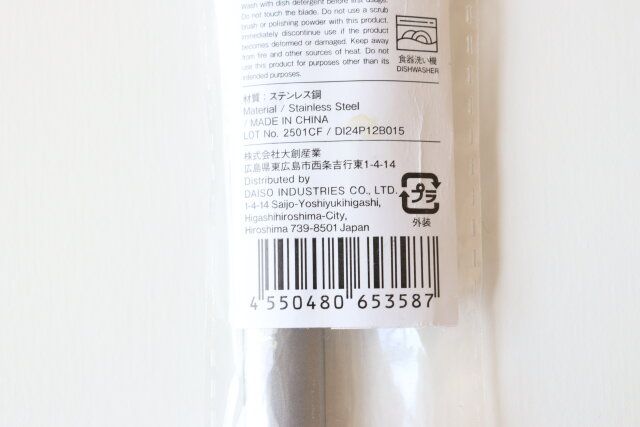 wash with dish detergent before first usage.
Do not touch the blade. Do not use a scrub
brush or polishing powder with this product.
Immediately discontinue use if the product
becomes deformed or damaged. Keep away
from fire and other sources of heat. Do not
use this product for purposes other than its
intended purposes.
食器洗い機
DISHWASHER
材質：ステンレス鋼
Material / Stainless Steel
/ MADE IN CHINA
LOT No. 2501CF / DI24P12B015
株式会社大創産業
広島県東広島市西条吉行東1-4-14
Distributed by
DAISO INDUSTRIES CO., LTD.
1-4-14 Saijo-Yoshiyukihigashi,
Higashihiroshima-City,
Hiroshima 739-8501 Japan
プラ
外装
4 550480 653587